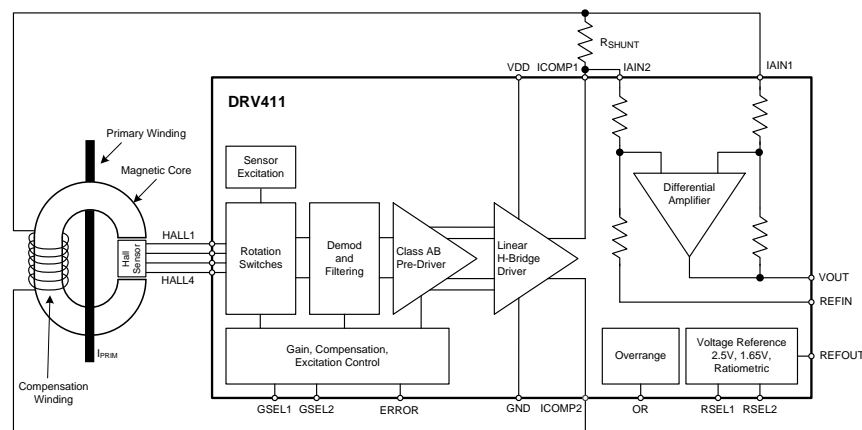 RSHUNT
VDD
ICOMP1
IAIN2
IAIN1
DRV411
Primary Winding
Magnetic Core
Sensor
Excitation
Differential
Amplifier
HALL1
Hall
Sensor
HALL4
Rotation
Switches
Demod
and
Filtering
Class AB
Pre-Driver
Linear
H-Bridge
Driver
VOUT
REFIN
IPRIM
Compensation
Winding
Gain, Compensation,
Excitation Control
Overrange
Voltage Reference
2.5V, 1.65V,
Ratiometric
REFOUT
GSEL1
GSEL2
ERROR
GND
ICOMP2
OR
RSEL1
RSEL2